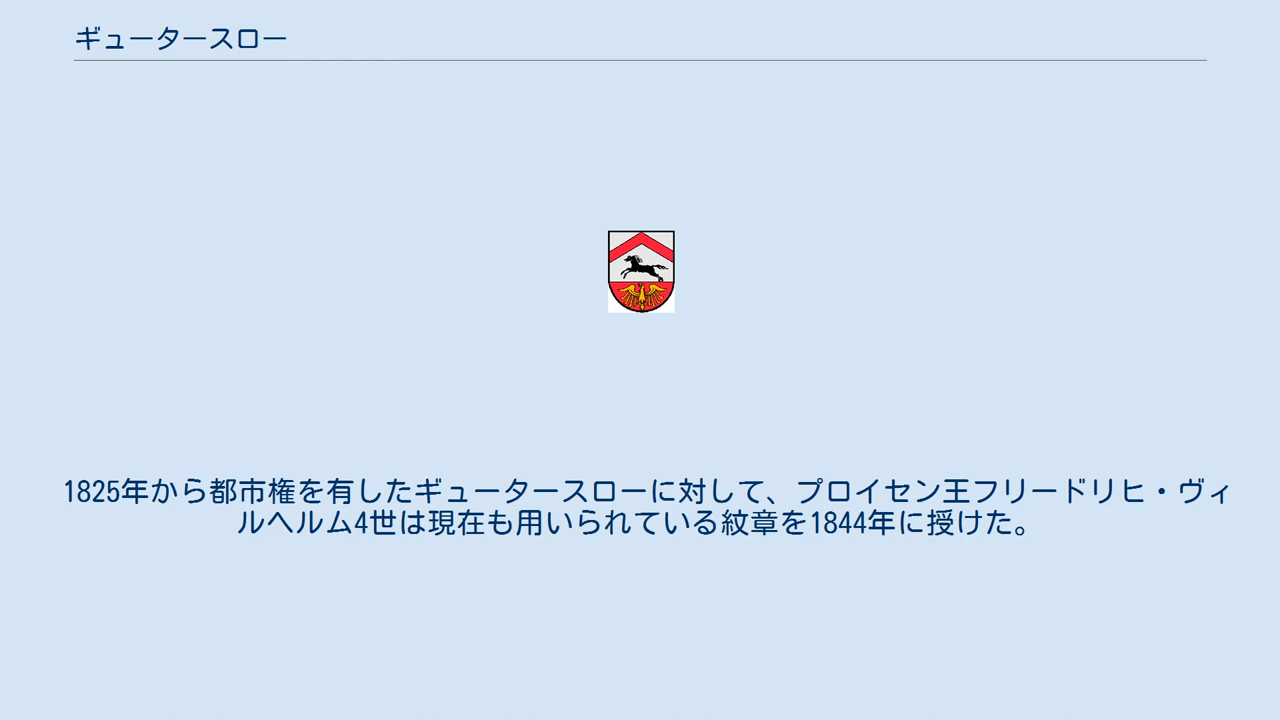 ギュータースロー
1825年から都市権を有したギュータースローに対して、プロイセン王フリードリヒ・ヴィ
ルヘルム4世は現在も用いられている紋章を1844年に授けた。